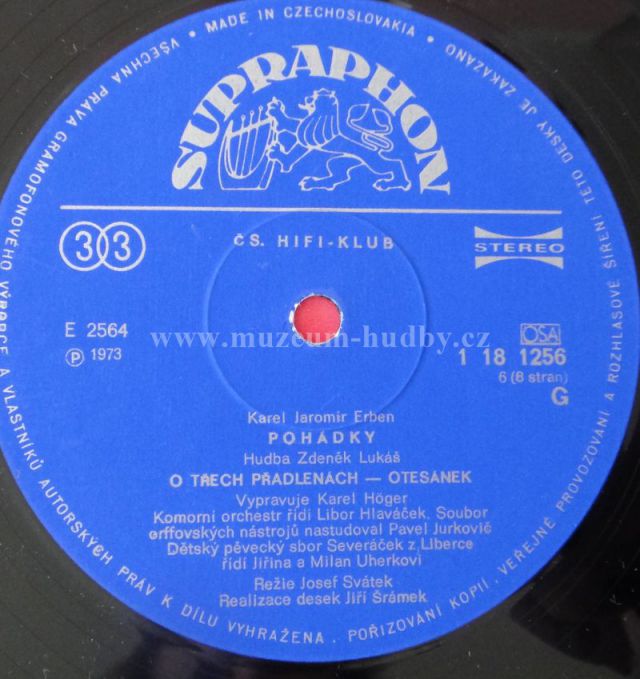 MADE IN CZECHOSLOVAKIA • VŠECHNA PRÁVA GRAMOFONOVÉHO VÝROBCE A VLASTNÍKŮ AUTORSKÝCH PRÁV K DÍLU VYHRAŽENA. POŘIZOVÁNÍ KOPIÍ, VEŘEJNÉ PROVOZOVÁNÍ A ROZHLASOVÉ ŠÍŘENÍ TÉTO DESKY JE ZAKÁZÁNO •
SUPRAPHON
33
ČS. HIFI-KLUB
STEREO
E 2564
℗ 1973
www.muzeum-hudby.cz
OSA
1 18 1256
6 (8 stran)
G
Karel Jaromír Erben
POHÁDKY
Hudba Zdeněk Lukáš
O TŘECH PŘADLENÁCH — OTESÁNEK
Vypravuje Karel Höger
Komorní orchestr řídí Libor Hlaváček. Soubor
orffovských nástrojů nastudoval Pavel Jurkovič
Dětský pěvecký sbor Severáček z Liberce
řídí Jiřina a Milan Uherkovi
Režie Josef Svátek
Realizace desek Jiří Šrámek